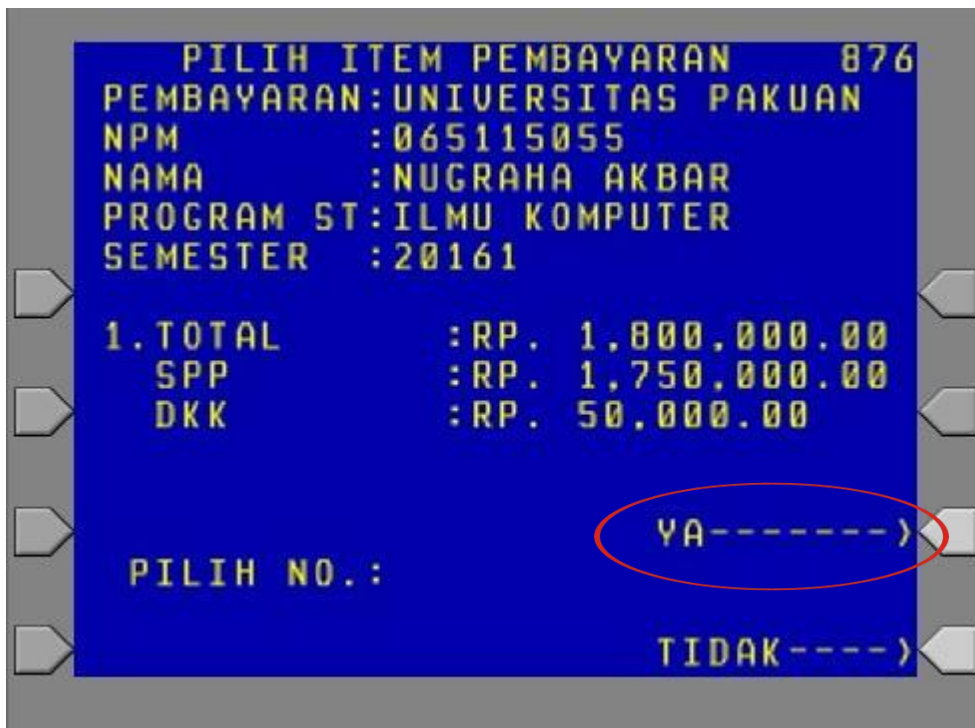 PILIH ITEM PEMBAYARAN 876
PEMBAYARAN:UNIVERSITAS PAKUAN
NPM :065115055
NAMA :NUGRAHA AKBAR
PROGRAM ST:ILMU KOMPUTER
SEMESTER :20161
1.TOTAL :RP. 1,800,000.00
SPP :RP. 1,750,000.00
DKK :RP. 50,000.00
YA-------)
PILIH NO.:
TIDAK----)